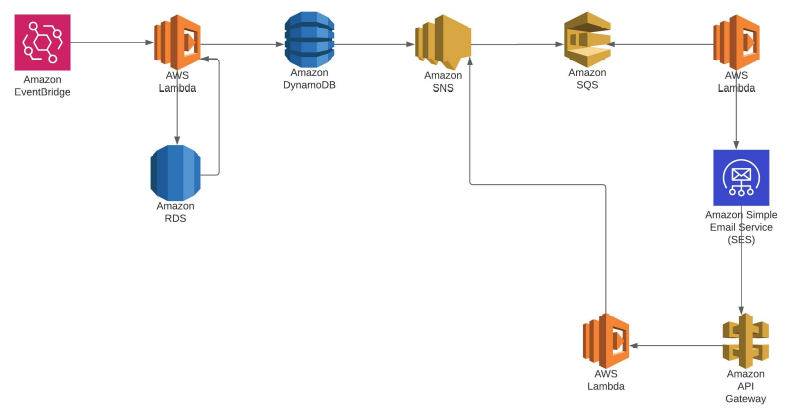 Amazon
EventBridge
AWS
Lambda
Amazon
DynamoDB
Amazon
SNS
Amazon
SQS
AWS
Lambda
Amazon
RDS
Amazon Simple
Email Service
(SES)
AWS
Lambda
Amazon
API
Gateway